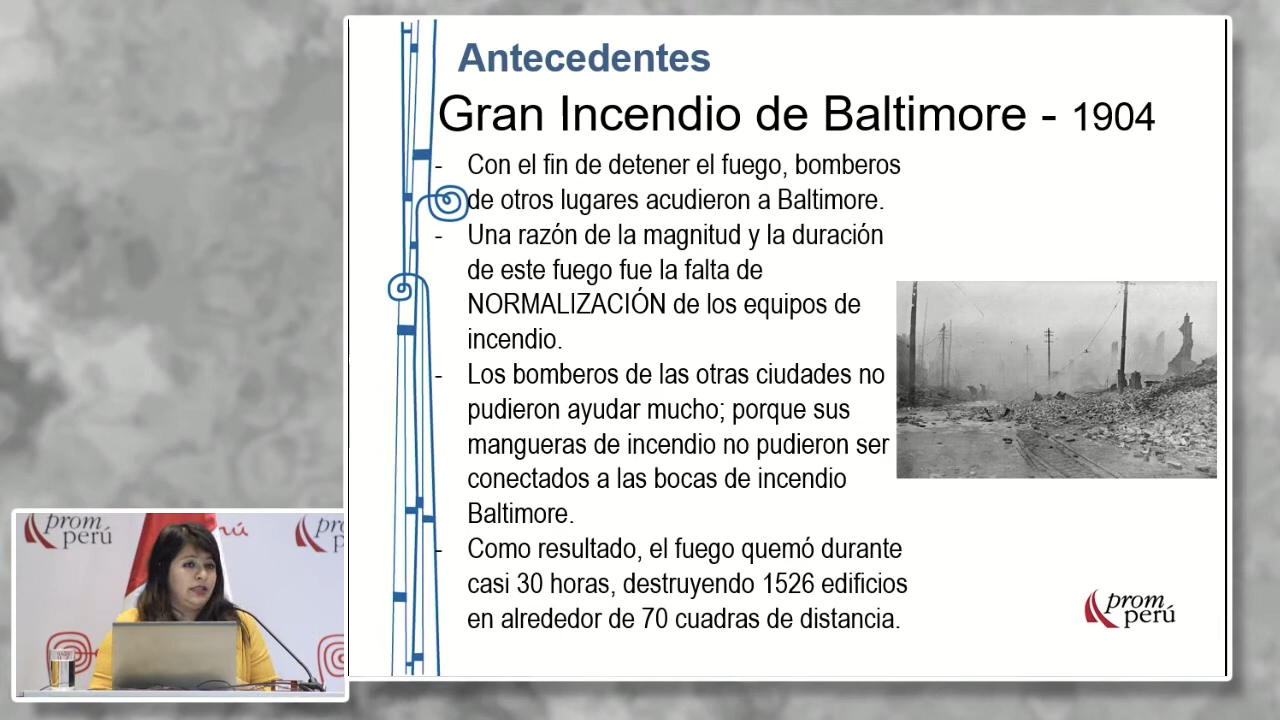 Antecedentes
Gran Incendio de Baltimore - 1904
- Con el fin de detener el fuego, bomberos
de otros lugares acudieron a Baltimore.
- Una razón de la magnitud y la duración
de este fuego fue la falta de
NORMALIZACIÓN de los equipos de
incendio.
- Los bomberos de las otras ciudades no
pudieron ayudar mucho; porque sus
mangueras de incendio no pudieron ser
conectados a las bocas de incendio
Baltimore.
- Como resultado, el fuego quemó durante
casi 30 horas, destruyendo 1526 edificios
en alrededor de 70 cuadras de distancia.
prom
perú
prom
perú